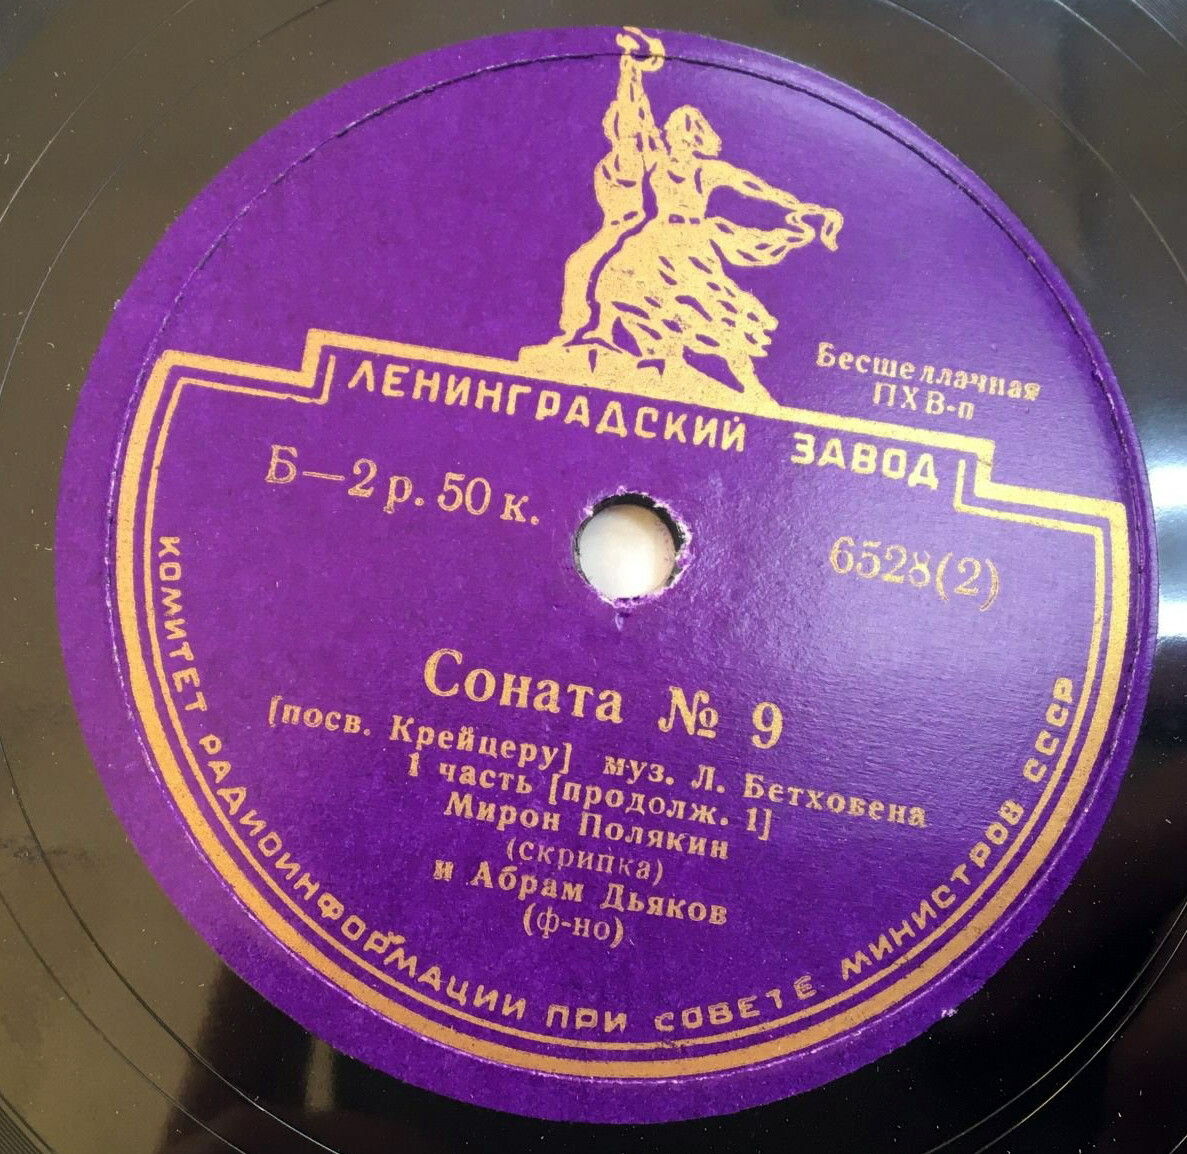 Бесшеллачная
ПХВ-п
ЛЕНИНГРАДСКИЙ ЗАВОД
Б—2 р. 50 к.
6528(2)
Соната № 9
[посв. Крейцеру] муз. Л. Бетховена
1 часть [продолж. 1]
Мирон Полякин
(скрипка)
и Абрам Дьяков
(ф-но)
КОМИТЕТ РАДИОИНФОРМАЦИИ ПРИ СОВЕТЕ МИНИСТРОВ СССР